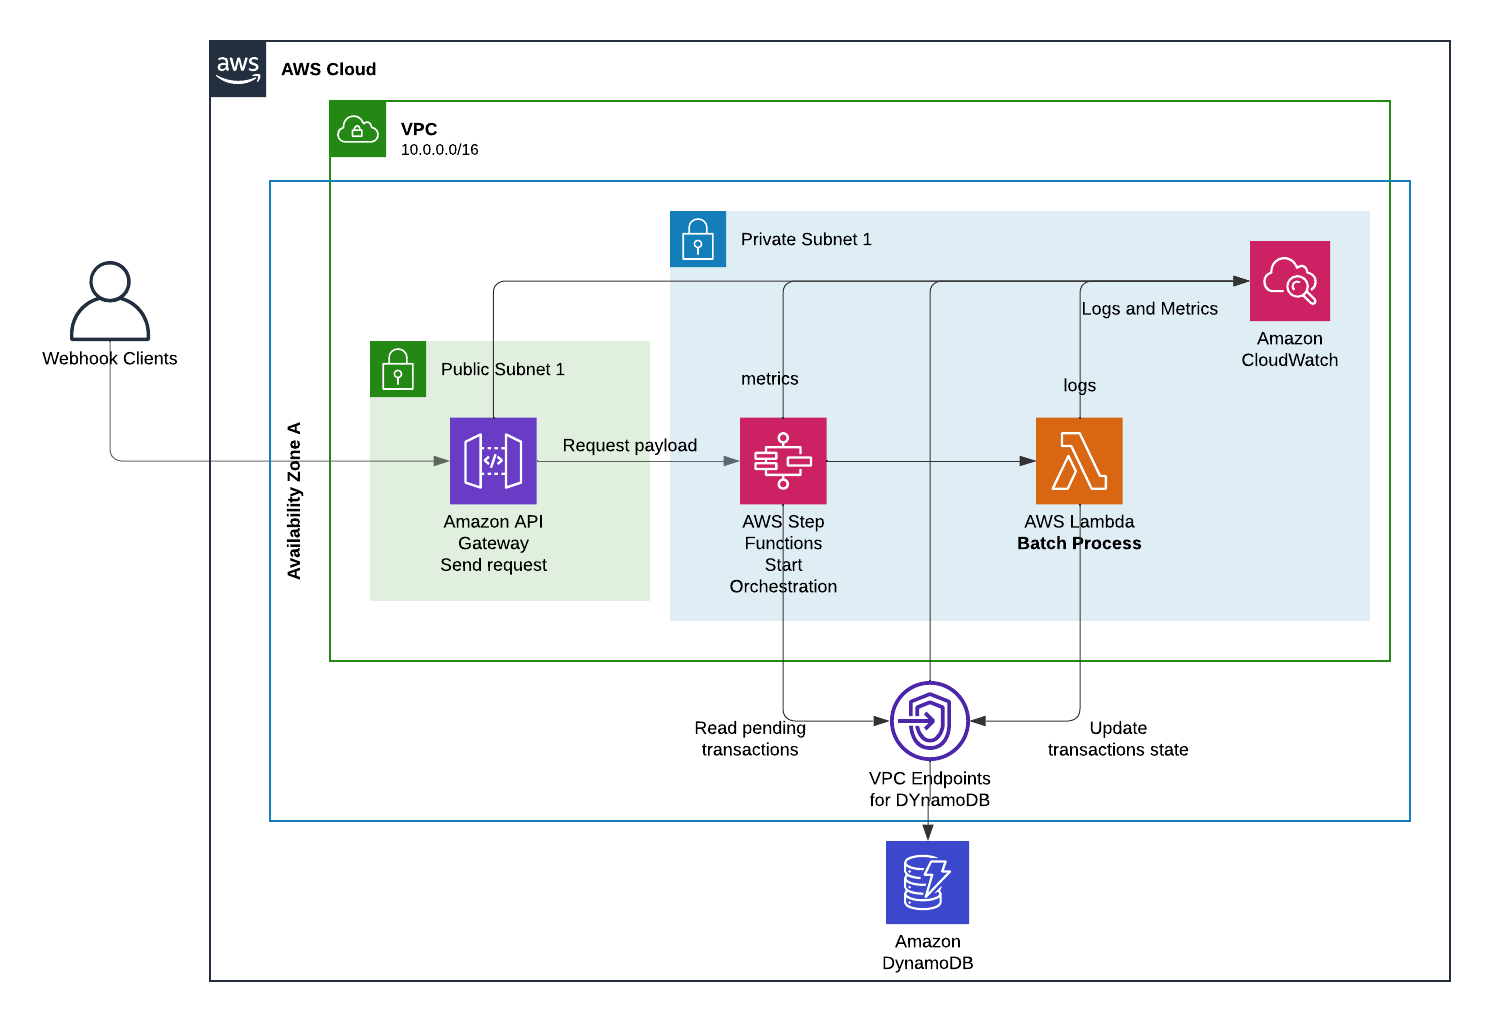 aws
AWS Cloud
VPC
10.0.0.0/16
Private Subnet 1
Logs and Metrics
Amazon
CloudWatch
Webhook Clients
Public Subnet 1
metrics
logs
Availability Zone A
Request payload
Amazon API
Gateway
Send request
AWS Step
Functions
Start
Orchestration
AWS Lambda
Batch Process
Read pending
transactions
Update
transactions state
VPC Endpoints
for DYnamoDB
Amazon
DynamoDB